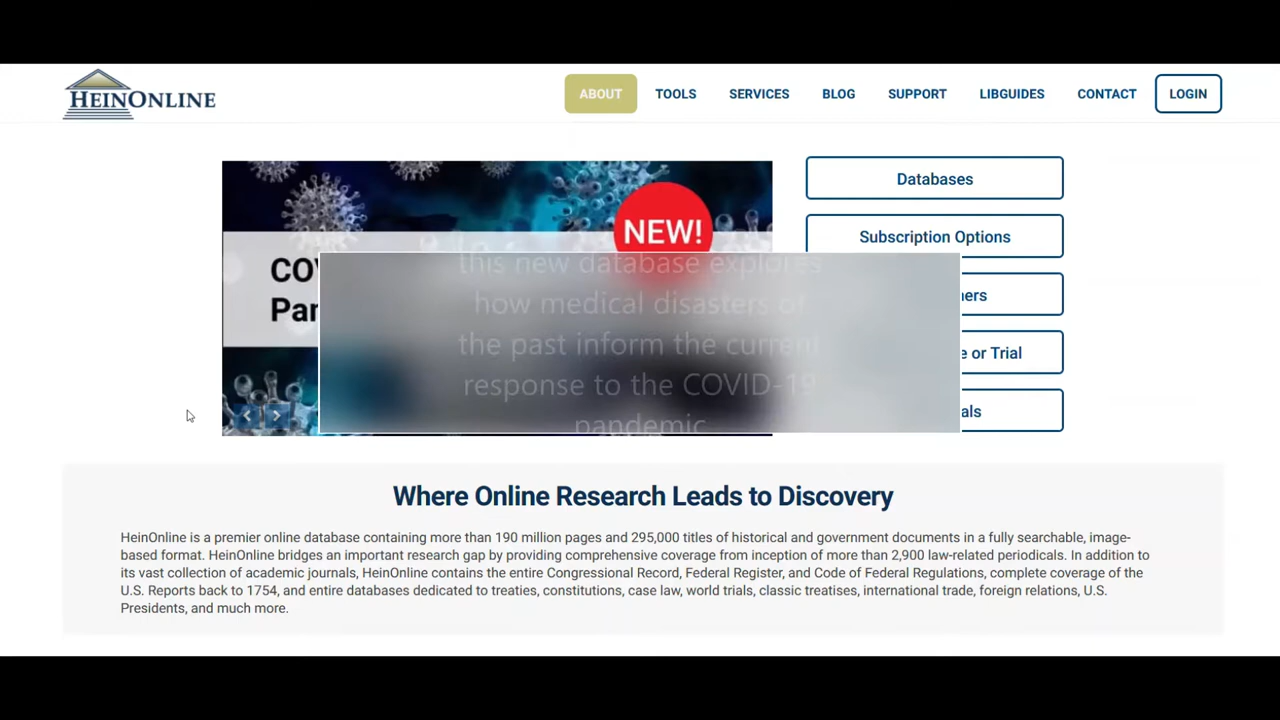 HEINONLINE
ABOUT
TOOLS
SERVICES
BLOG
SUPPORT
LIBGUIDES
CONTACT
LOGIN
NEW!
this new database explores
how medical disasters of
the past inform the current
response to the COVID-19
pandemic
Databases
Subscription Options
e or Trial
Where Online Research Leads to Discovery
HeinOnline is a premier online database containing more than 190 million pages and 295,000 titles of historical and government documents in a fully searchable, image-
based format. HeinOnline bridges an important research gap by providing comprehensive coverage from inception of more than 2,900 law-related periodicals. In addition to
its vast collection of academic journals, HeinOnline contains the entire Congressional Record, Federal Register, and Code of Federal Regulations, complete coverage of the
U.S. Reports back to 1754, and entire databases dedicated to treaties, constitutions, case law, world trials, classic treatises, international trade, foreign relations, U.S.
Presidents, and much more.